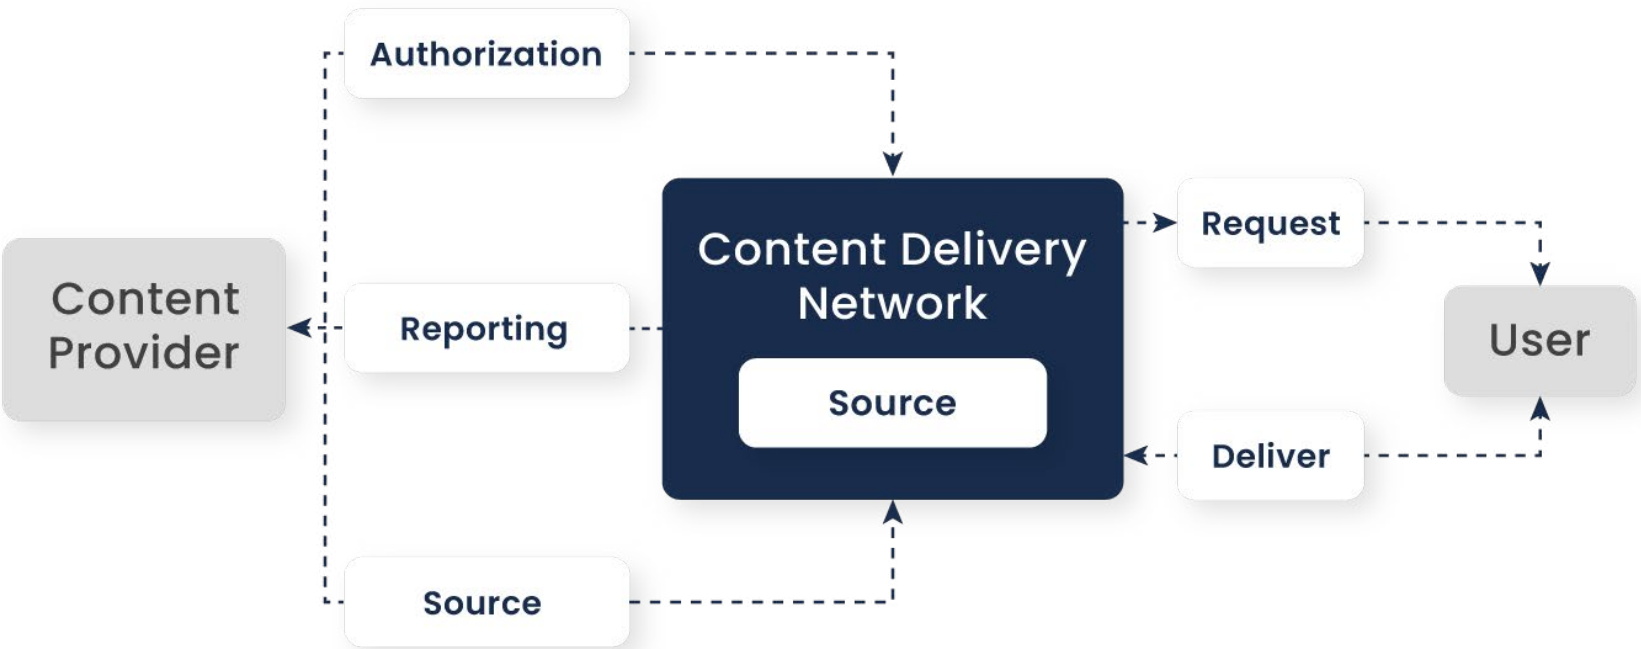 Authorization
Content
Provider
Reporting
Source
Content Delivery
Network
Source
Request
Deliver
User